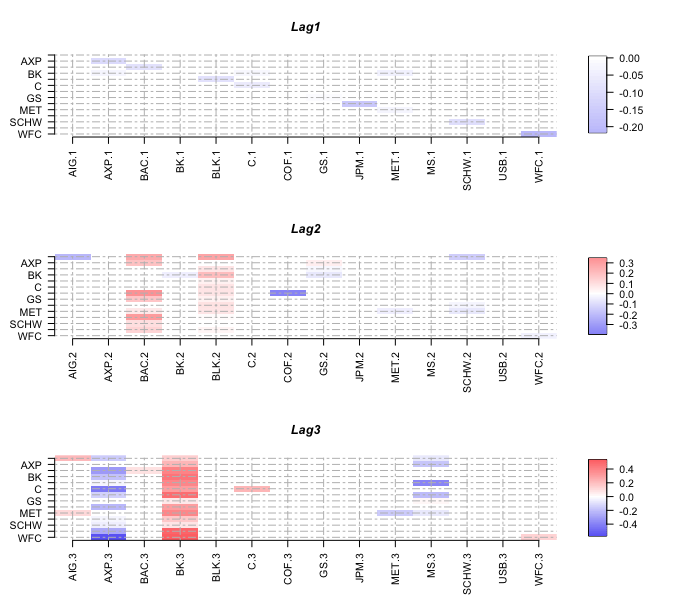 Lag1
AXP
BK
C
GS
MET
SCHW
WFC
AIG.1 AXP.1 BAC.1 BK.1 BLK.1 C.1 COF.1 GS.1 JPM.1 MET.1 MS.1 SCHW.1 USB.1 WFC.1
0.00
-0.05
-0.10
-0.15
-0.20
Lag2
AXP
BK
C
GS
MET
SCHW
WFC
AIG.2 AXP.2 BAC.2 BK.2 BLK.2 C.2 COF.2 GS.2 JPM.2 MET.2 MS.2 SCHW.2 USB.2 WFC.2
0.3
0.2
0.1
0.0
-0.1
-0.2
-0.3
Lag3
AXP
BK
C
GS
MET
SCHW
WFC
AIG.3 AXP.3 BAC.3 BK.3 BLK.3 C.3 COF.3 GS.3 JPM.3 MET.3 MS.3 SCHW.3 USB.3 WFC.3
0.4
0.2
0.0
-0.2
-0.4